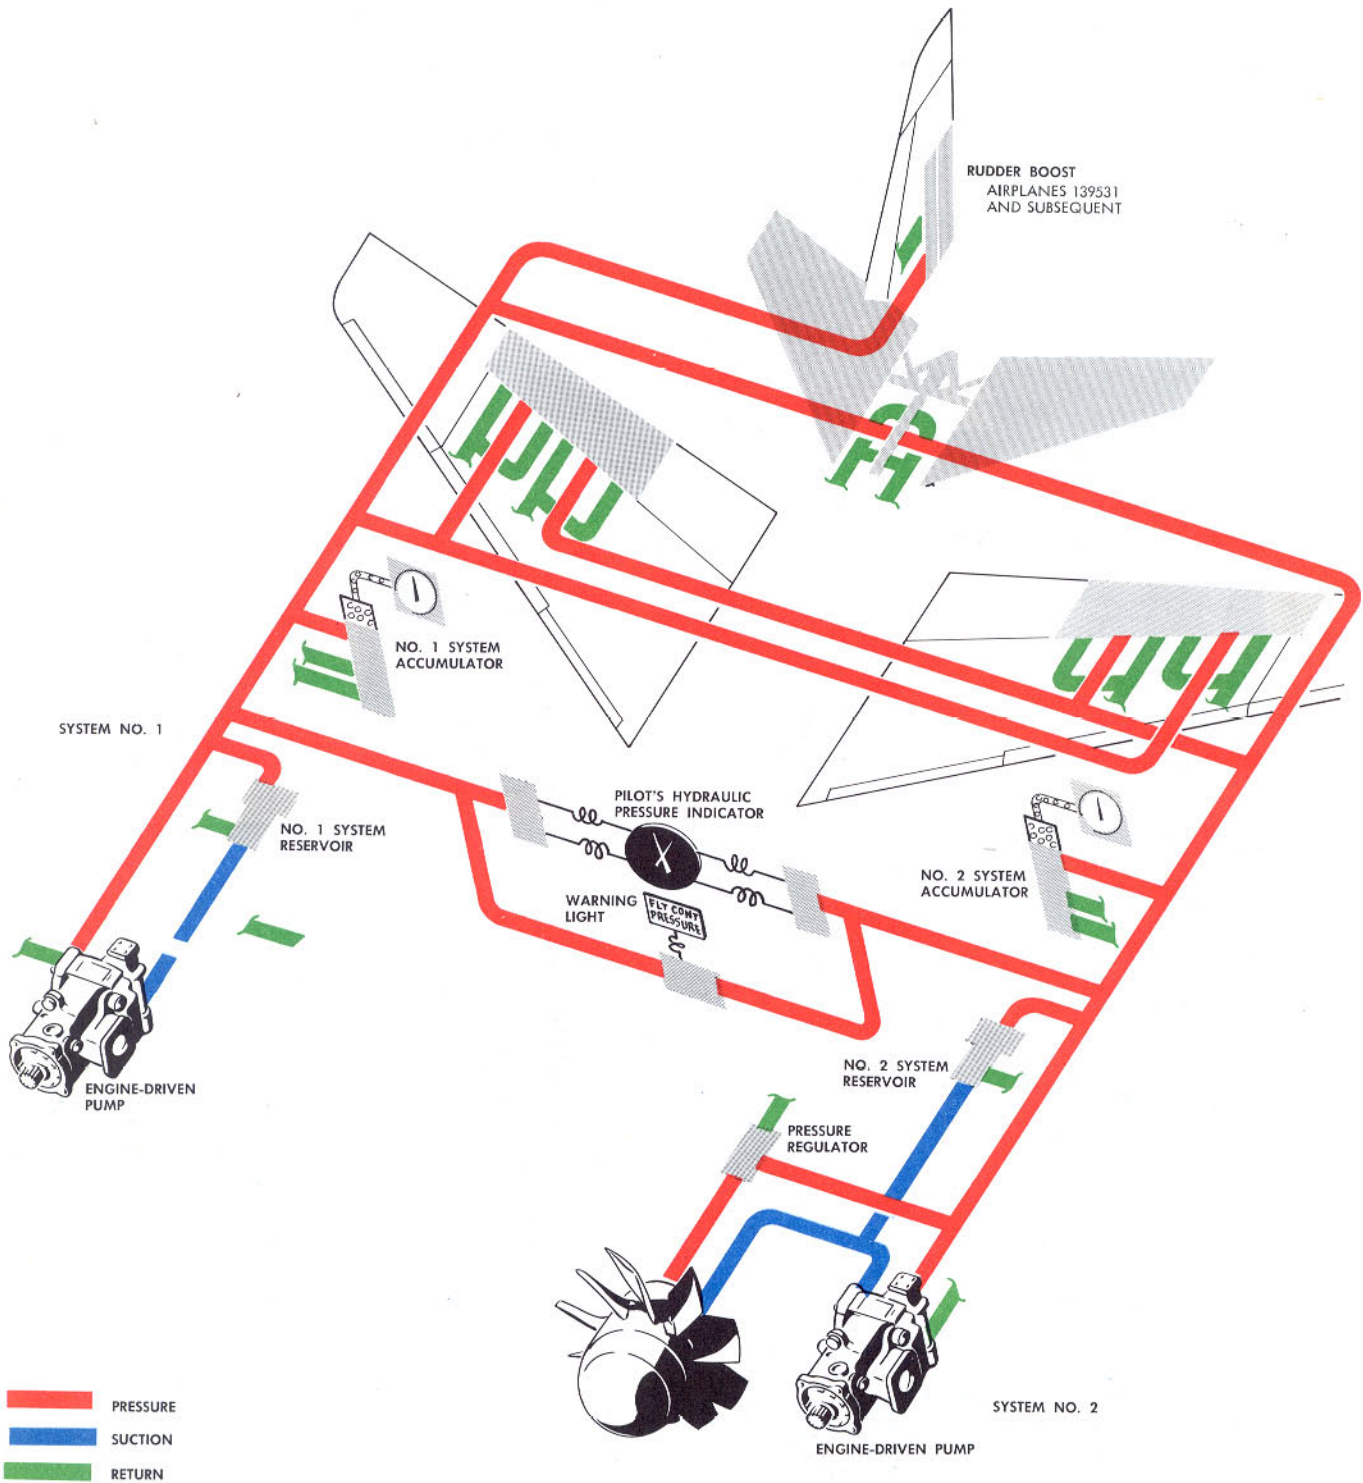 RUDDER BOOST
AIRPLANES 139531
AND SUBSEQUENT
NO. 1 SYSTEM
ACCUMULATOR
SYSTEM NO. 1
PILOT'S HYDRAULIC
PRESSURE INDICATOR
NO. 1 SYSTEM
RESERVOIR
NO. 2 SYSTEM
ACCUMULATOR
WARNING
LIGHT
FLT CONT
PRESSURE
NO. 2 SYSTEM
RESERVOIR
ENGINE-DRIVEN
PUMP
PRESSURE
REGULATOR
PRESSURE
SUCTION
RETURN
SYSTEM NO. 2
ENGINE-DRIVEN PUMP